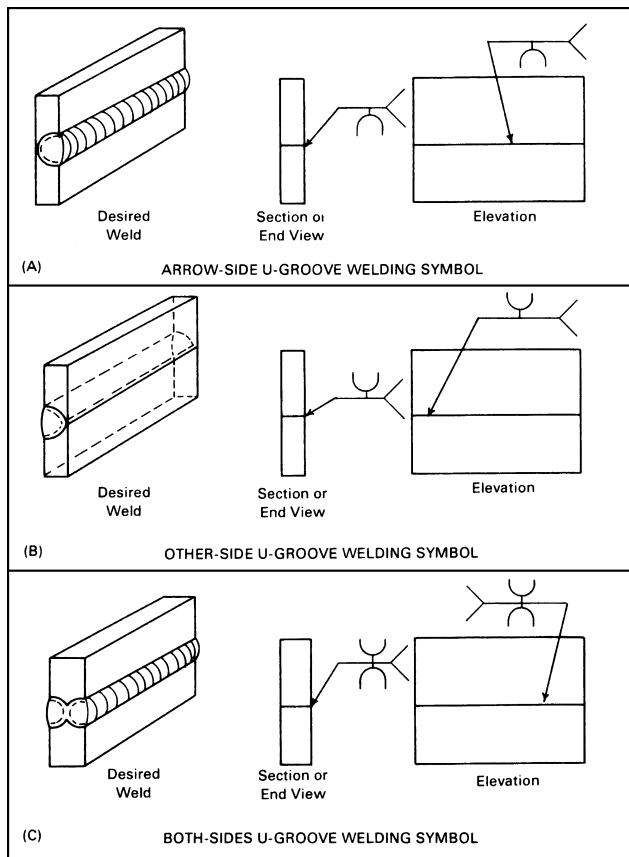 Desired
Weld
Section or
End View
Elevation
(A)
ARROW-SIDE U-GROOVE WELDING SYMBOL
Desired
Weld
Section or
End View
Elevation
(B)
OTHER-SIDE U-GROOVE WELDING SYMBOL
Desired
Weld
Section or
End View
Elevation
(C)
BOTH-SIDES U-GROOVE WELDING SYMBOL